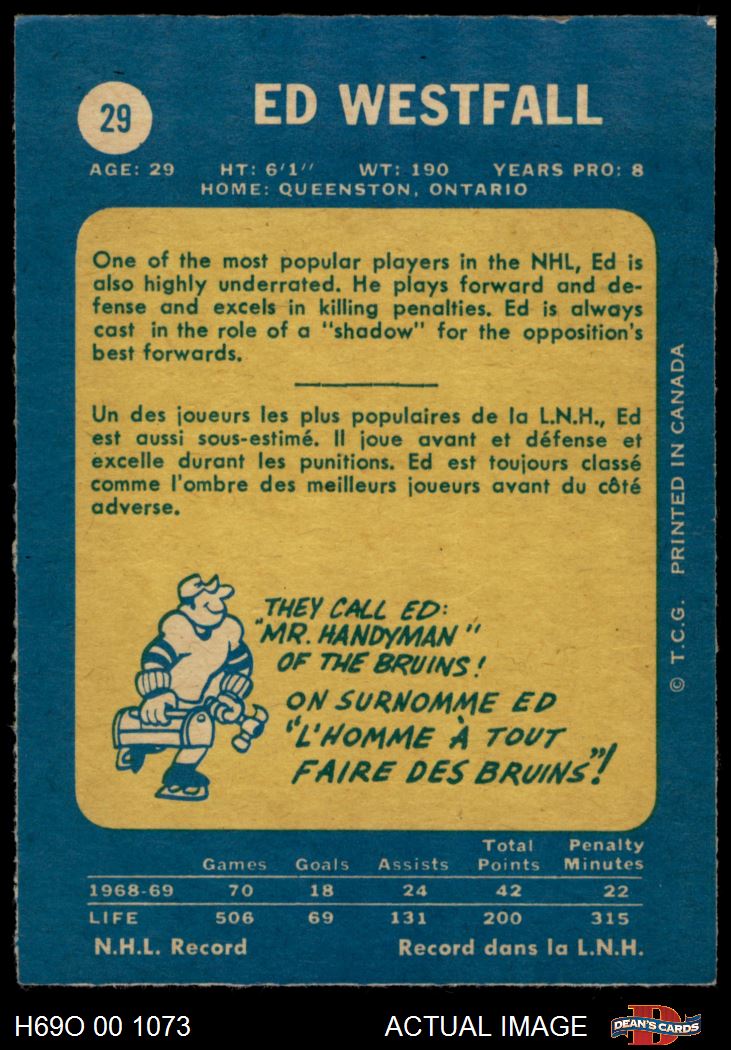 29
ED WESTFALL
AGE: 29 HT: 6'1" WT: 190 YEARS PRO: 8
HOME: QUEENSTON, ONTARIO
One of the most popular players in the NHL, Ed is
also highly underrated. He plays forward and de-
fense and excels in killing penalties. Ed is always
cast in the role of a "shadow" for the opposition's
best forwards.
Un des joueurs les plus populaires de la L.N.H., Ed
est aussi sous-estimé. Il joue avant et défense et
excelle durant les punitions. Ed est toujours classé
comme l'ombre des meilleurs joueurs avant du côté
adverse.
THEY CALL ED:
"MR. HANDYMAN"
OF THE BRUINS!
ON SURNOMME ED
"L'HOMME À TOUT
FAIRE DES BRUINS"!
© T.C.G. PRINTED IN CANADA
Games Goals Assists Total Points Penalty Minutes
1968-69 70 18 24 42 22
LIFE 506 69 131 200 315
N.H.L. Record Record dans la L.N.H.
H69O 00 1073 ACTUAL IMAGE
D
DEAN'S CARDS